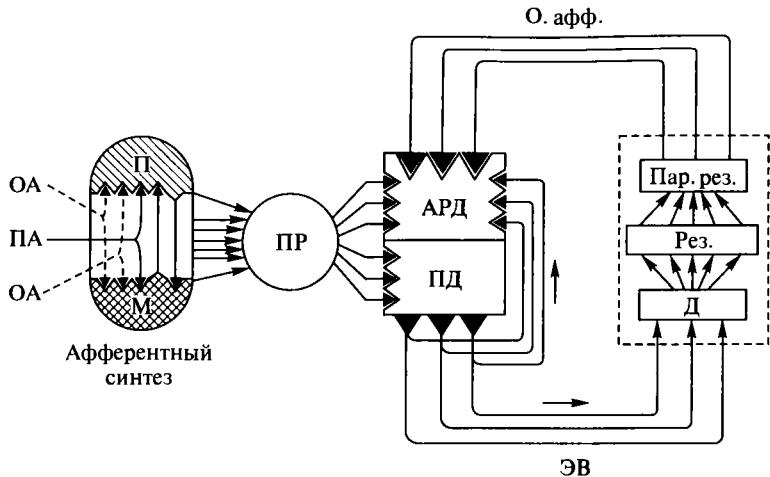 О. афф.
П
ОА
ПА
ОА
М
Афферентный
синтез
ПР
АРД
ПД
Пар. рез.
Рез.
Д
ЭВ